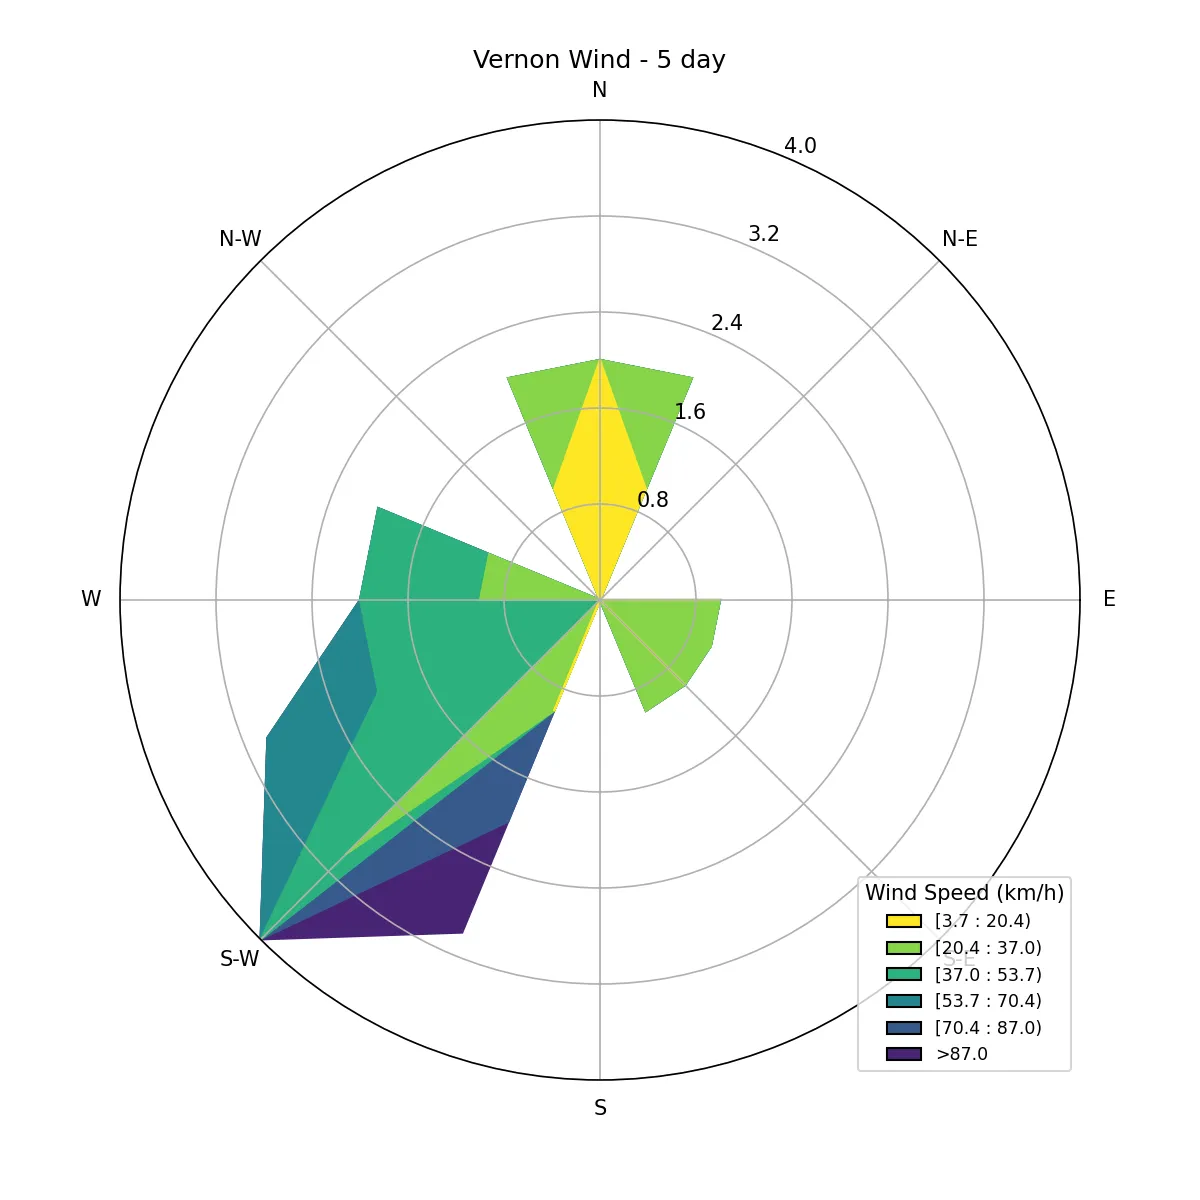 Vernon Wind - 5 day
N
4.0
N-W
3.2
N-E
2.4
1.6
0.8
W
E
Wind Speed (km/h)
[3.7 : 20.4)
[20.4 : 37.0)
S-W
S-E
[37.0 : 53.7)
[53.7 : 70.4)
[70.4 : 87.0)
>87.0
S